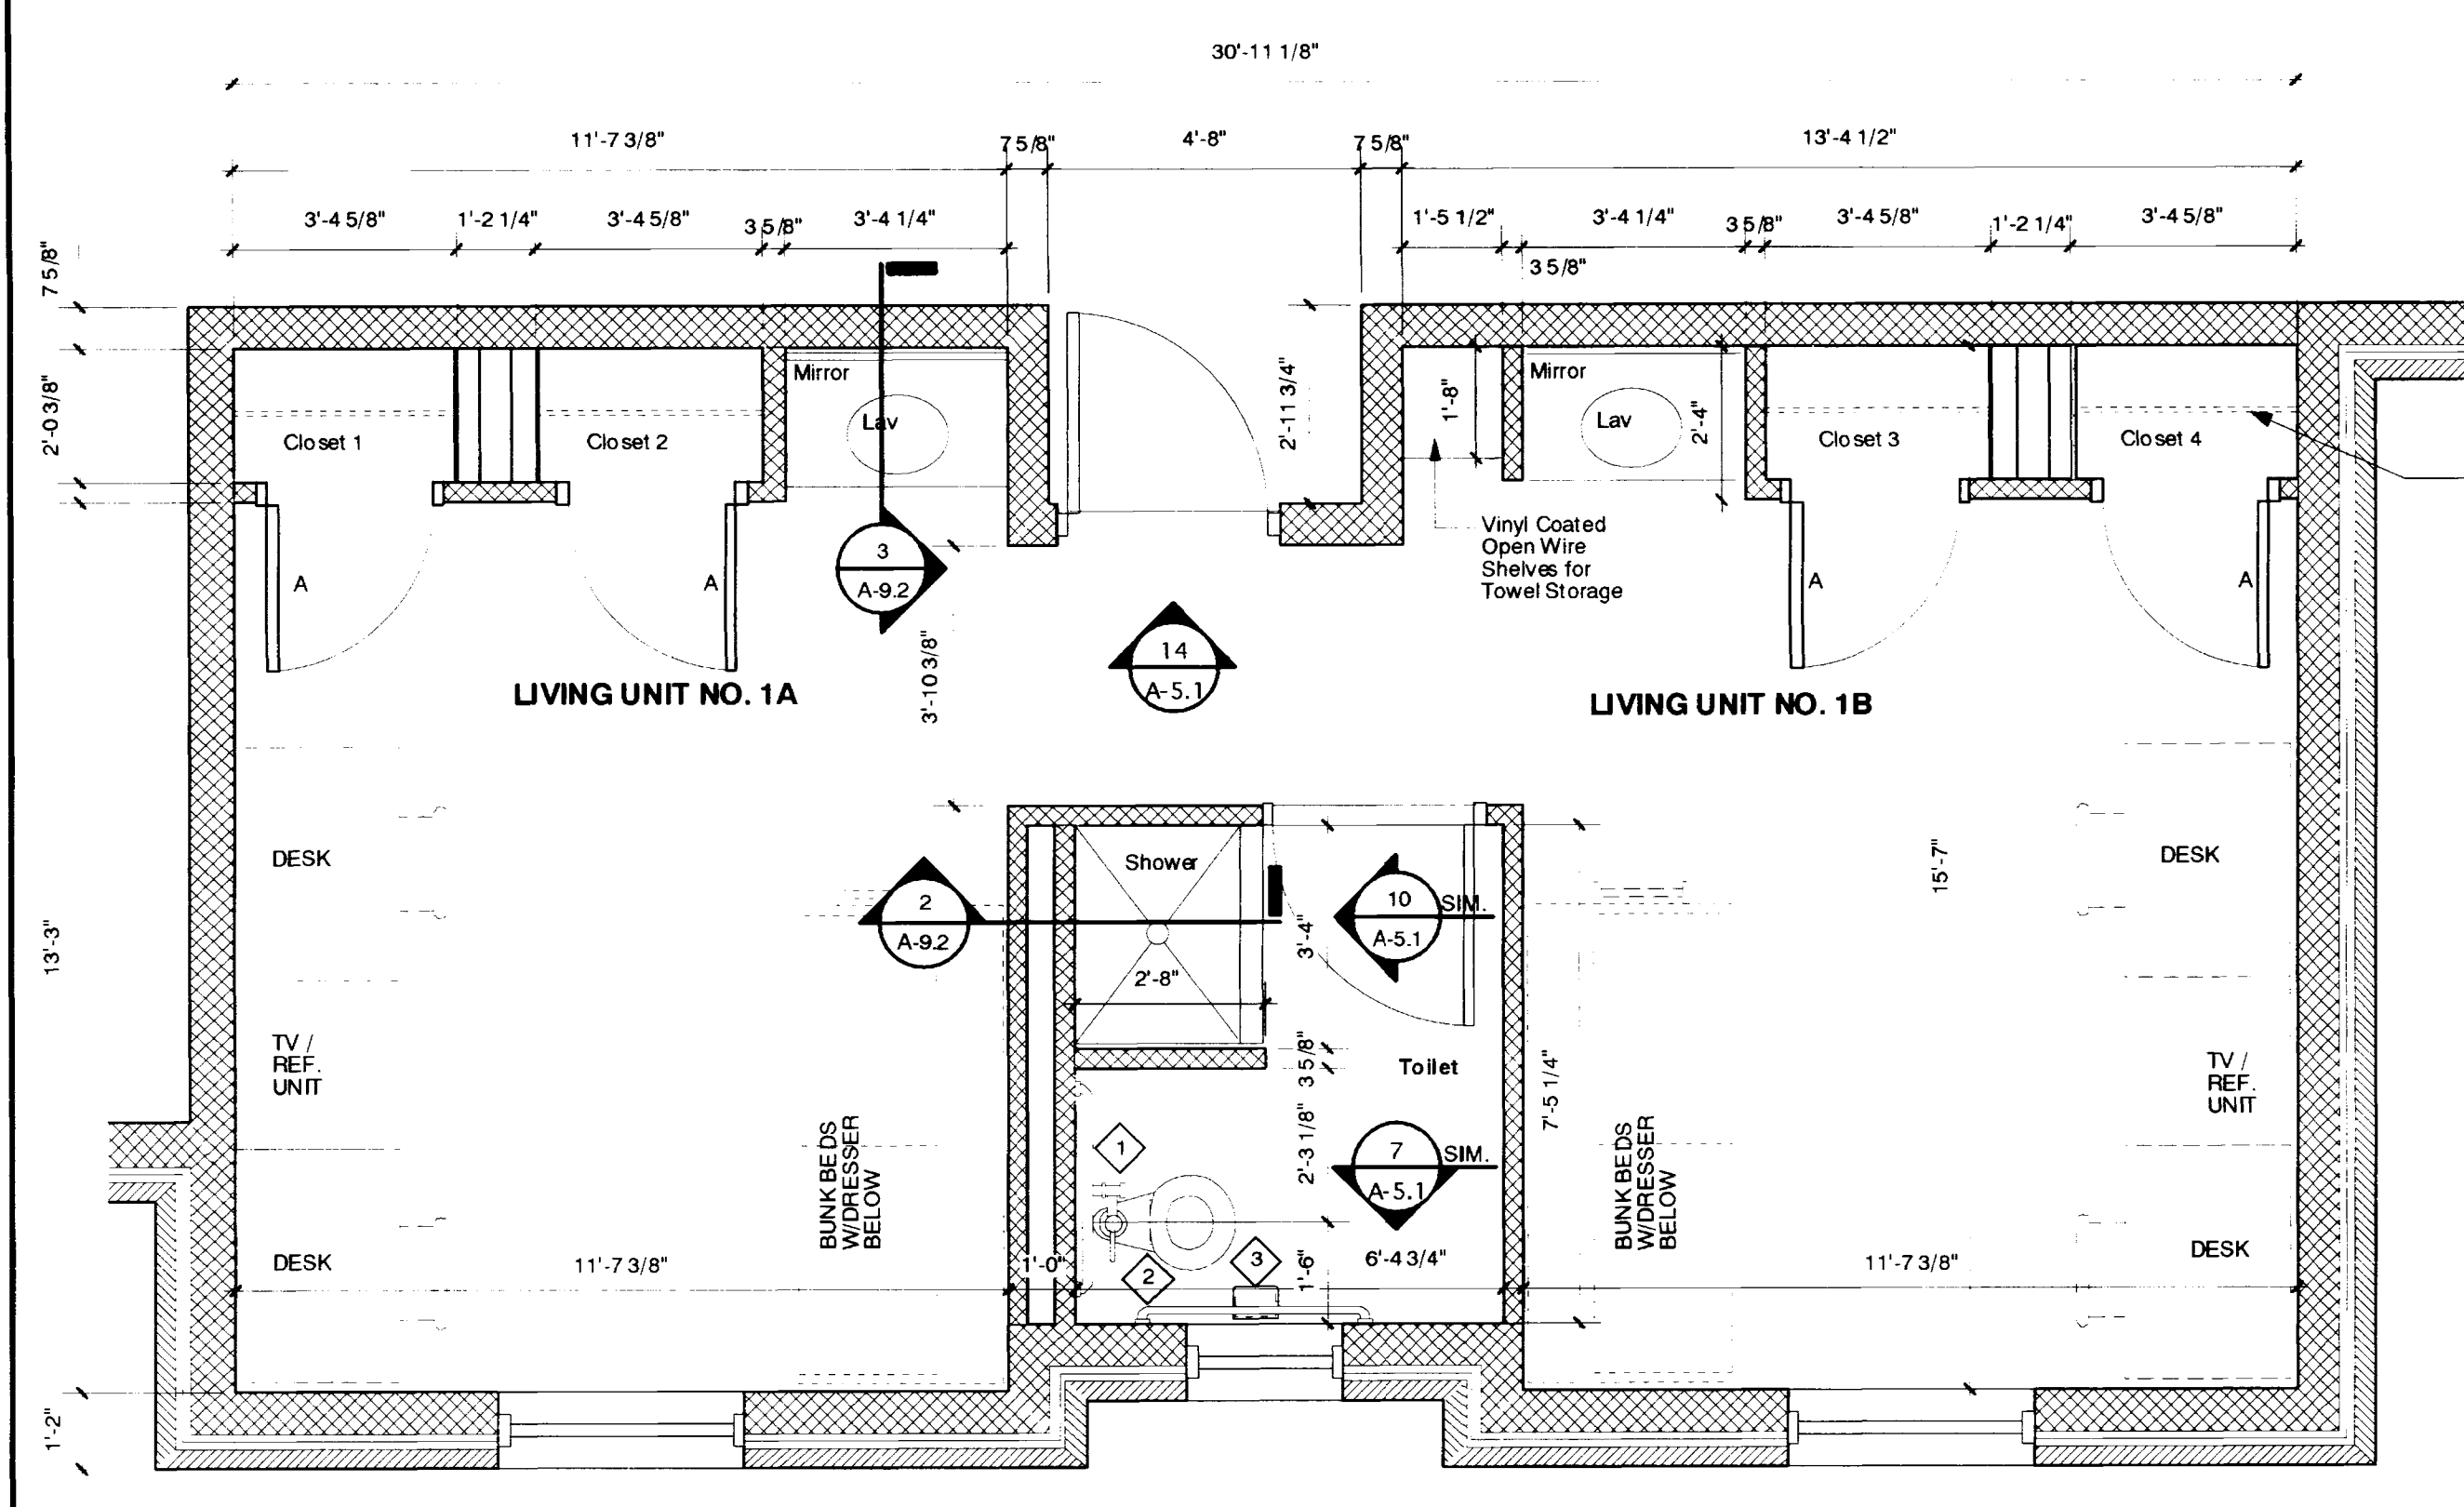 30'-11 1/8"
11'-7 3/8"
7 5/8"
4'-8"
7 5/8"
13'-4 1/2"
3'-4 5/8"
1'-2 1/4"
3'-4 5/8"
3 5/8"
3'-4 1/4"
1'-5 1/2"
3'-4 1/4"
3 5/8"
3'-4 5/8"
1'-2 1/4"
3'-4 5/8"
3 5/8"
7 5/8"
2'-0 3/8"
Mirror
Lav
Closet 1
Closet 2
2'-11 3/4"
1'-8"
Mirror
Lav
2'-4"
Closet 3
Closet 4
Vinyl Coated
Open Wire
Shelves for
Towel Storage
A
A
3
A-9.2
A
A
3'-10 3/8"
14
A-5.1
LIVING UNIT NO. 1A
LIVING UNIT NO. 1B
DESK
Shower
15'-7"
DESK
2
A-9.2
10
A-5.1
SIM.
3'-4"
13'-3"
2'-8"
TV /
REF.
UNIT
3 5/8"
Toilet
7'-5 1/4"
TV /
REF.
UNIT
BUNK BEDS
W/DRESSER
BELOW
1
2'-3 1/8"
7
A-5.1
SIM.
BUNK BEDS
W/DRESSER
BELOW
DESK
11'-7 3/8"
1'-0"
2
3
1'-6"
6'-4 3/4"
11'-7 3/8"
DESK
1'-2"